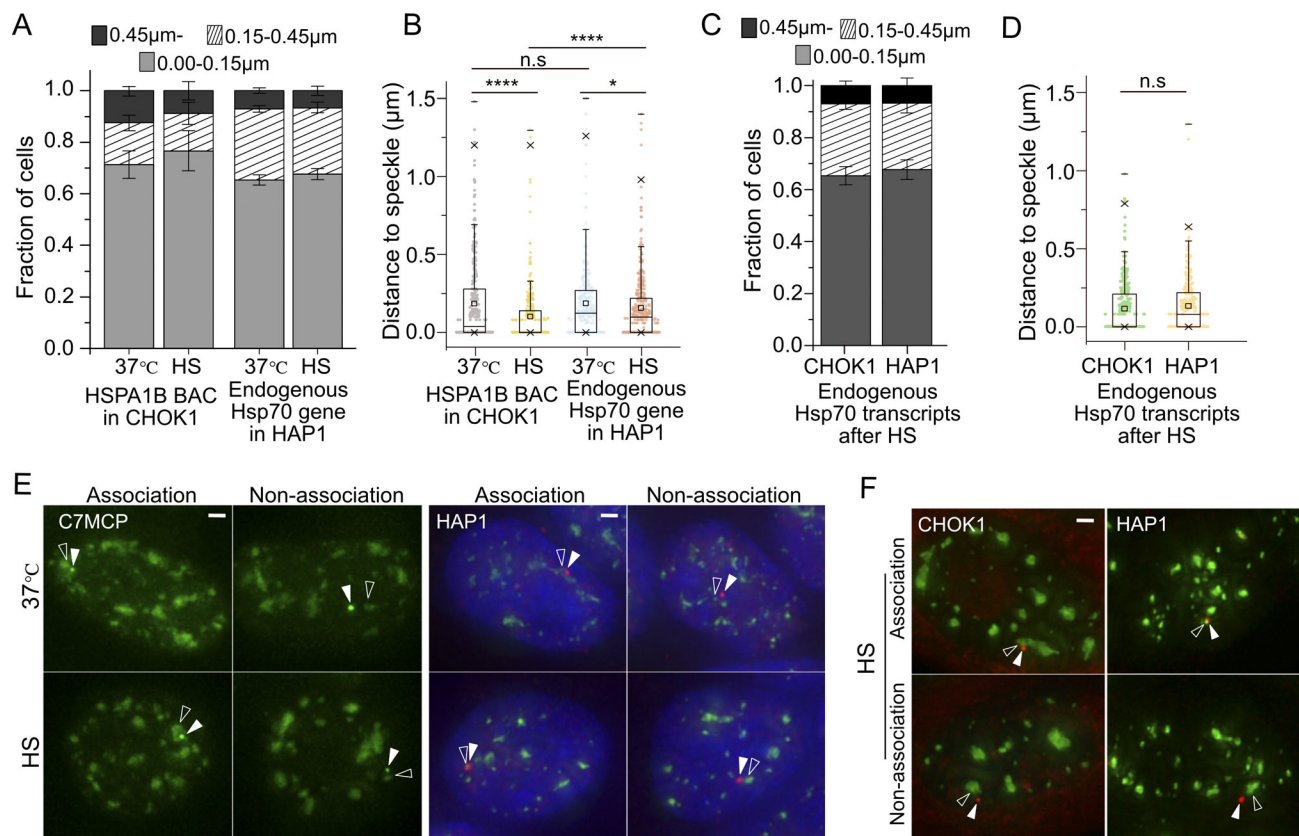 A
0.45μm-
0.15-0.45μm
0.00-0.15μm
Fraction of cells
1.0
0.8
0.6
0.4
0.2
0.0
37℃ HS 37℃ HS
HSPA1B BAC
in CHOK1
Endogenous
Hsp70 gene
in HAP1
B
****
n.s
**** *
Distance to speckle (μm)
1.5
1.0
0.5
0.0
37℃ HS 37℃ HS
HSPA1B BAC
in CHOK1
Endogenous
Hsp70 gene
in HAP1
C
0.45μm-
0.15-0.45μm
0.00-0.15μm
Fraction of cells
1.0
0.8
0.6
0.4
0.2
0.0
CHOK1 HAP1
Endogenous
Hsp70 transcripts
after HS
D
n.s
Distance to speckle (μm)
1.5
1.0
0.5
0.0
CHOK1 HAP1
Endogenous
Hsp70 transcripts
after HS
E
Association Non-association Association Non-association
C7MCP
HAP1
37℃
HS
F
CHOK1
HAP1
HS
Association
Non-association